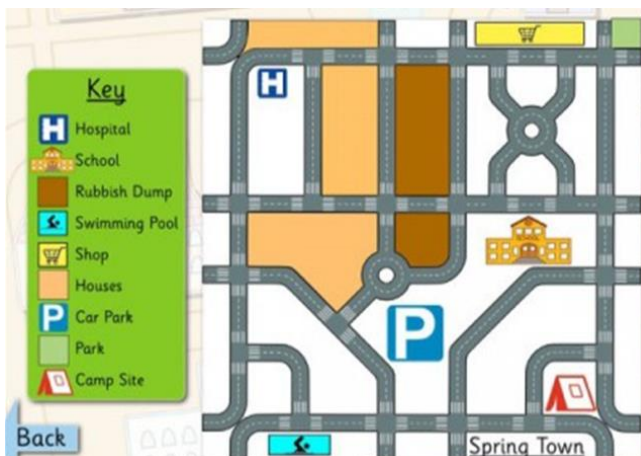 Key
H Hospital
School
Rubbish Dump
Swimming Pool
Shop
Houses
P Car Park
Park
Camp Site
Back
H
P
Spring Town